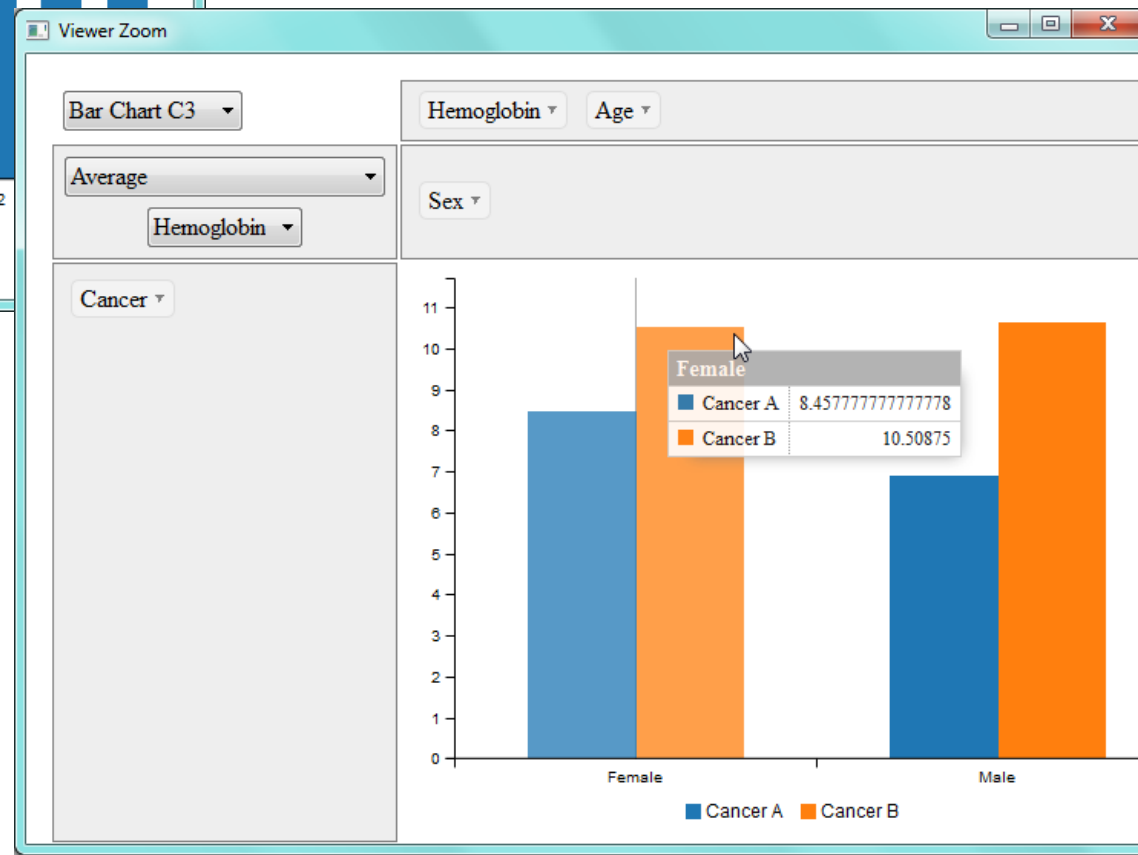 Viewer Zoom
Bar Chart C3
Hemoglobin Age
Average
Hemoglobin
Sex
Cancer
2
11
10
9
8
7
6
5
4
3
2
1
0
Female
Cancer A 8.457777777777778
Cancer B 10.50875
Female Male
Cancer A Cancer B